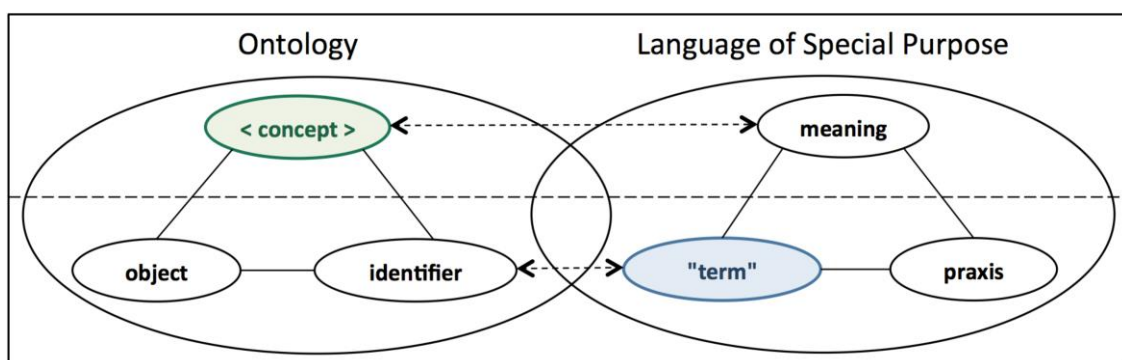 Ontology
Language of Special Purpose
< concept >
meaning
object
identifier
"term"
praxis